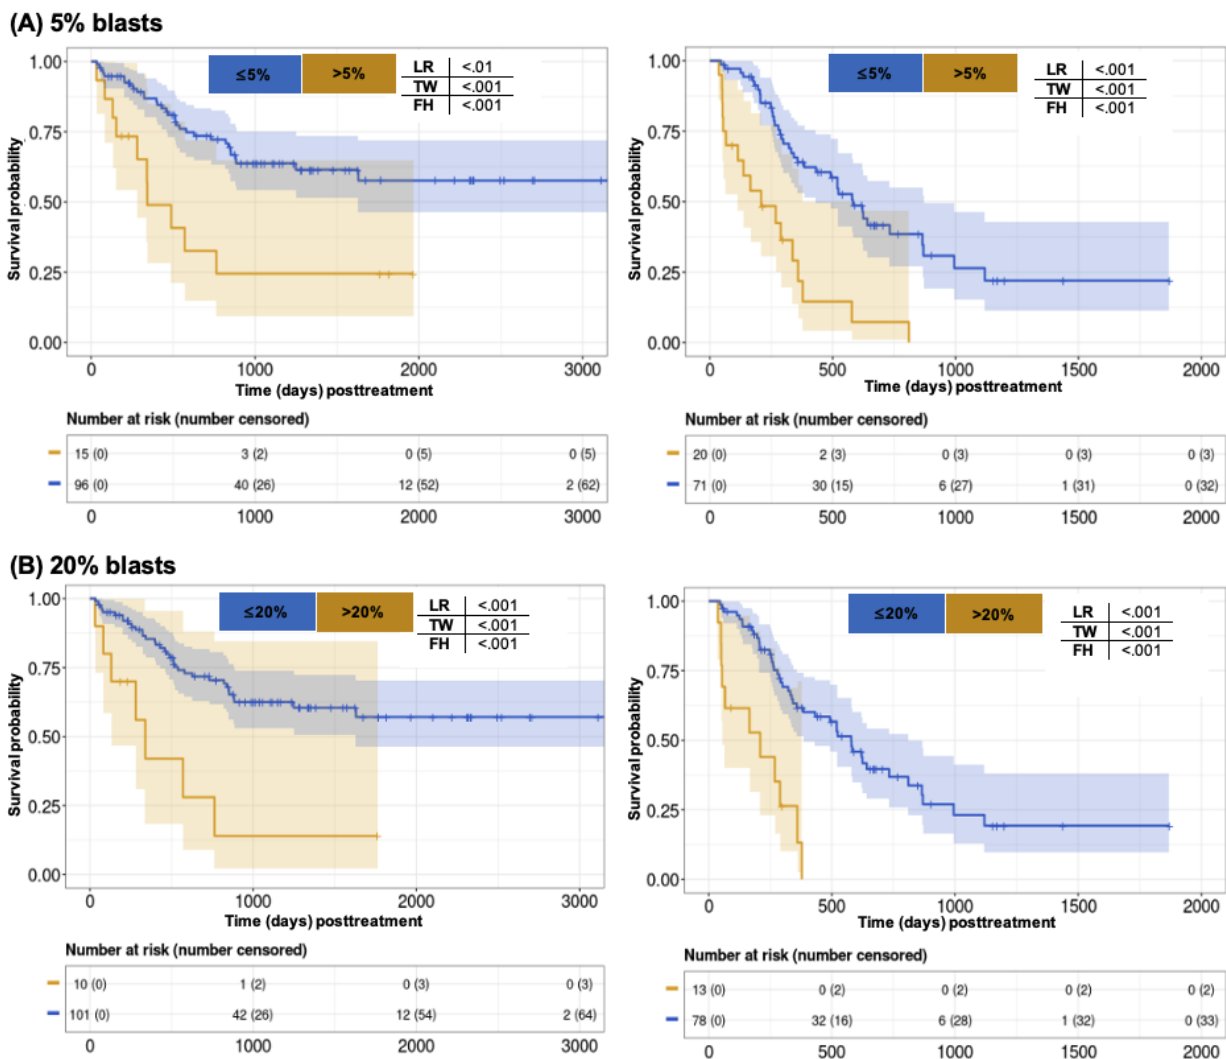 (A) 5% blasts
1.00
0.75
0.50
0.25
0.00
Survival probability
≤5% >5%
LR <.01
TW <.001
FH <.001
0 1000 2000 3000
Time (days) posttreatment
Number at risk (number censored)
15 (0) 3 (2) 0 (5) 0 (5)
96 (0) 40 (26) 12 (52) 2 (62)
0 1000 2000 3000
1.00
0.75
0.50
0.25
0.00
Survival probability
≤5% >5%
LR <.001
TW <.001
FH <.001
0 500 1000 1500 2000
Time (days) posttreatment
Number at risk (number censored)
20 (0) 2 (3) 0 (3) 0 (3) 0 (3)
71 (0) 30 (15) 6 (27) 1 (31) 0 (32)
0 500 1000 1500 2000
(B) 20% blasts
1.00
0.75
0.50
0.25
0.00
Survival probability
≤20% >20%
LR <.001
TW <.001
FH <.001
0 1000 2000 3000
Time (days) posttreatment
Number at risk (number censored)
10 (0) 1 (2) 0 (3) 0 (3)
101 (0) 42 (26) 12 (54) 2 (64)
0 1000 2000 3000
1.00
0.75
0.50
0.25
0.00
Survival probability
≤20% >20%
LR <.001
TW <.001
FH <.001
0 500 1000 1500 2000
Time (days) posttreatment
Number at risk (number censored)
13 (0) 0 (2) 0 (2) 0 (2) 0 (2)
78 (0) 32 (16) 6 (28) 1 (32) 0 (33)
0 500 1000 1500 2000